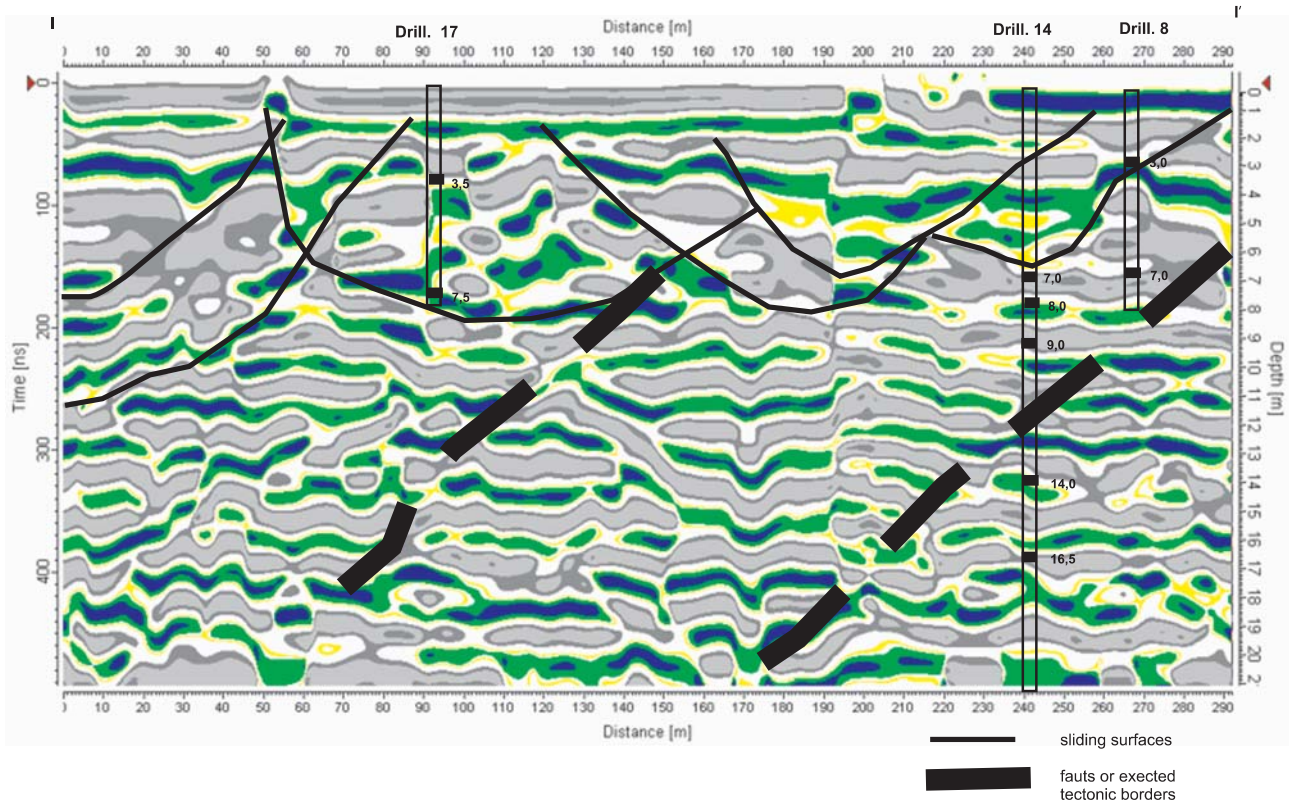 I
I'
Drill. 17
Distance [m]
Drill. 14
Drill. 8
0 10 20 30 40 50 60 70 80 90 100 110 120 130 140 150 160 170 180 190 200 210 220 230 240 250 260 270 280 290
Time [ns]
0
100
200
300
400
3,5
7,5
7,0
8,0
9,0
14,0
16,5
3,0
7,0
0
1
2
3
4
5
6
7
8
9
10
11
12
13
14
15
16
17
18
19
20
2
Depth [m]
0 10 20 30 40 50 60 70 80 90 100 110 120 130 140 150 160 170 180 190 200 210 220 230 240 250 260 270 280 290
Distance [m]
sliding surfaces
fauts or exected
tectonic borders